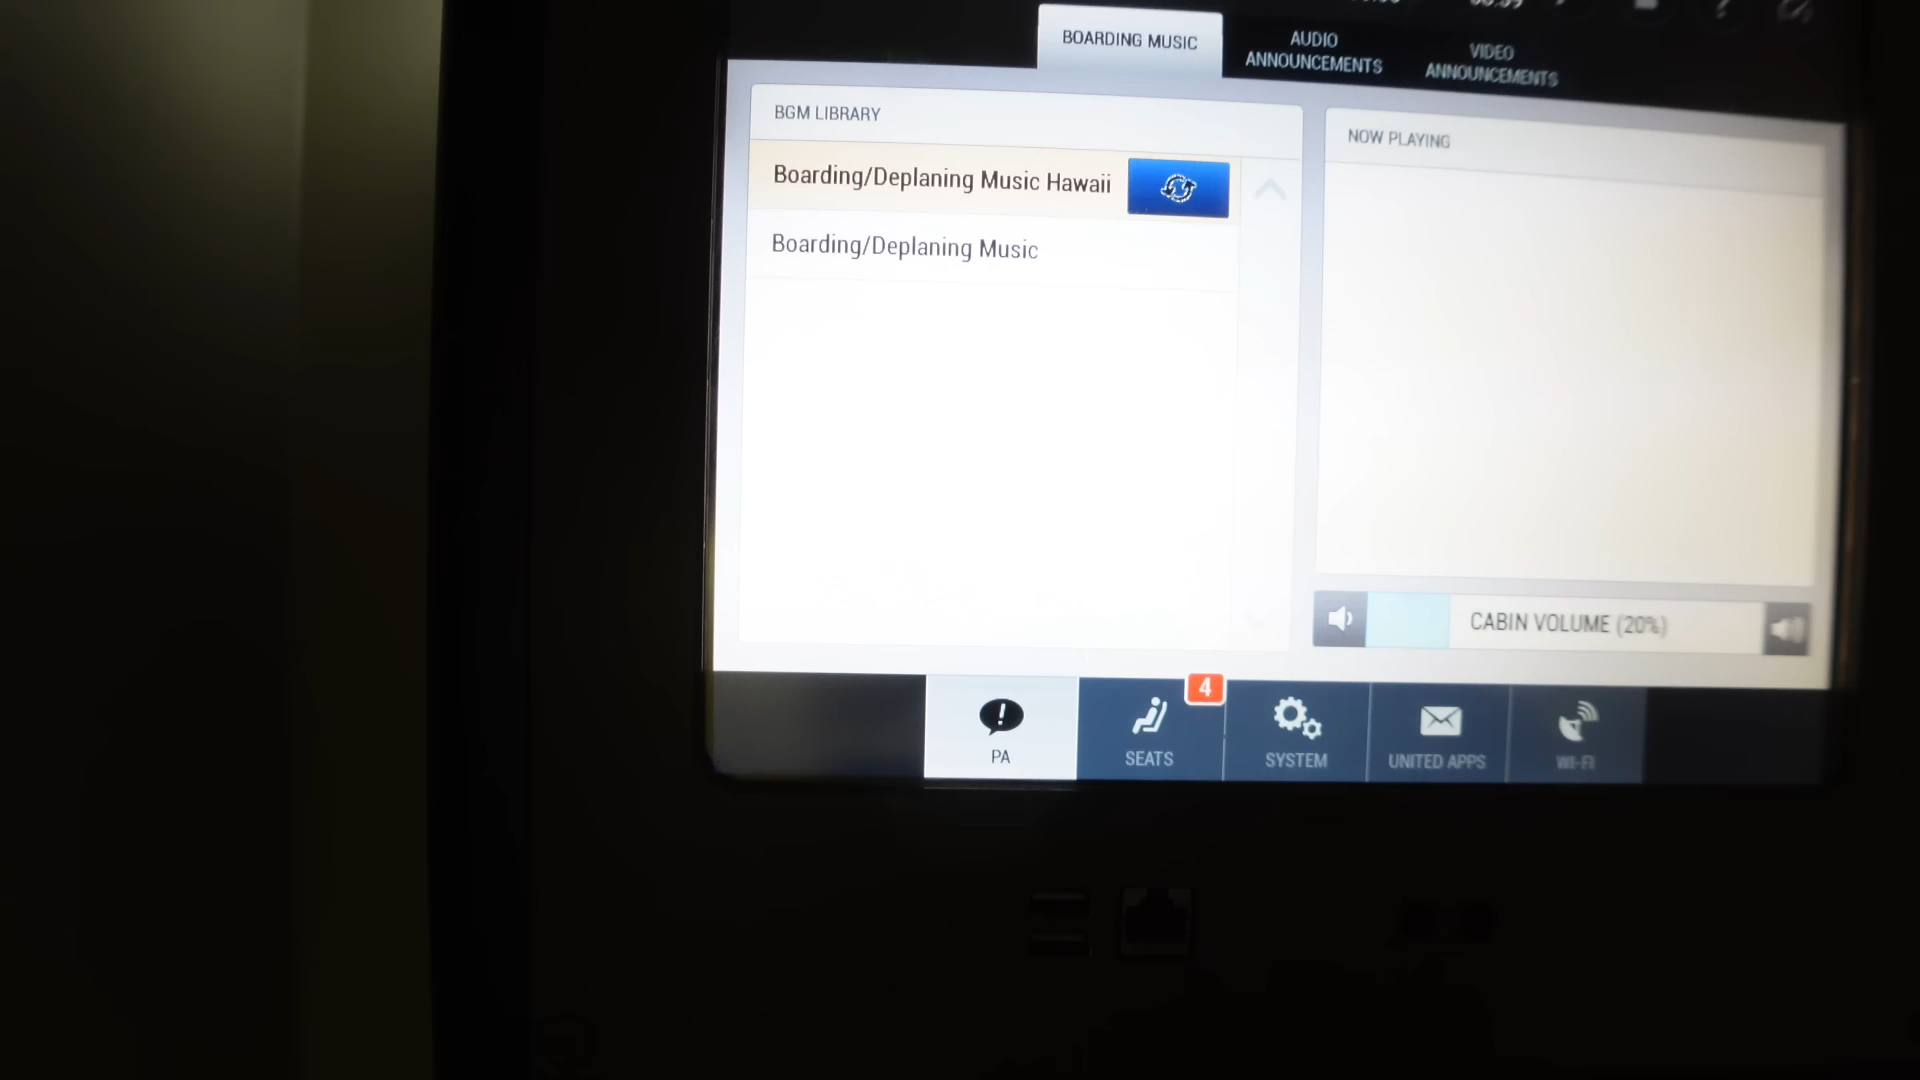 BOARDING MUSIC
AUDIO
ANNOUNCEMENTS
VIDEO
ANNOUNCEMENTS
BGM LIBRARY
Boarding/Deplaning Music Hawaii
Boarding/Deplaning Music
NOW PLAYING
CABIN VOLUME (20%)
4
PA
SEATS
SYSTEM
UNITED APPS
WI-FI